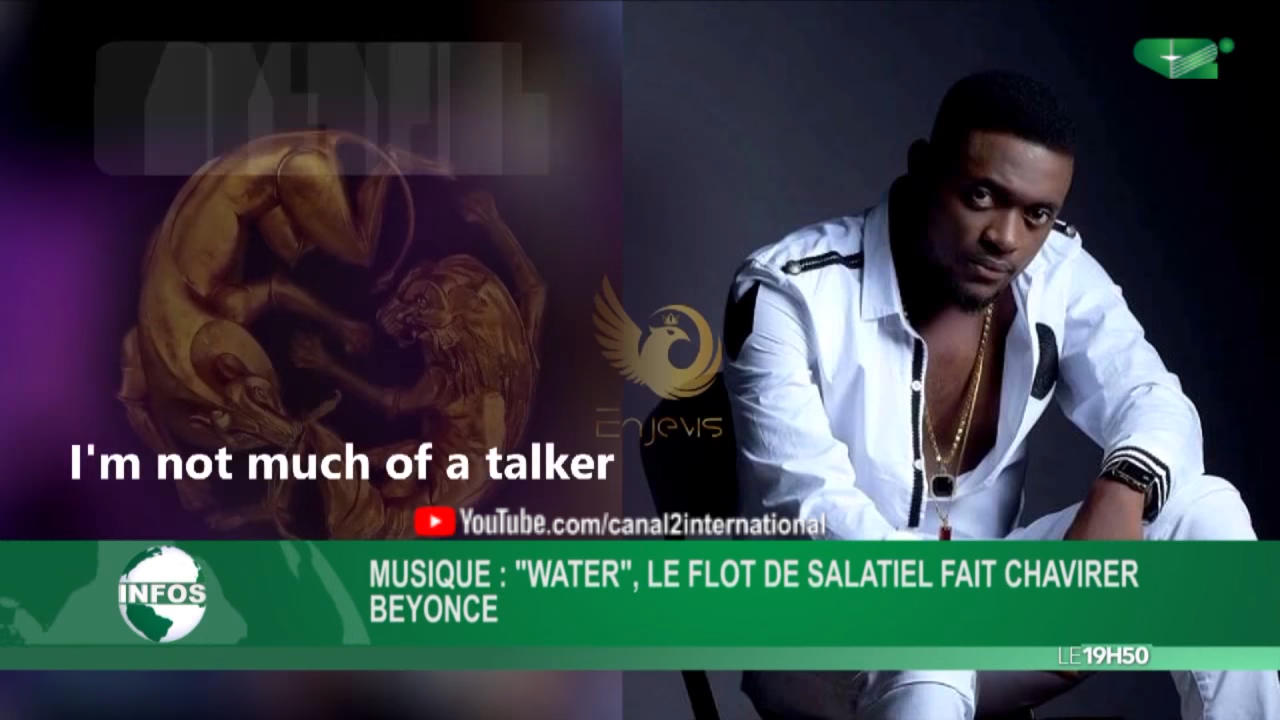 Enjevis
I'm not much of a talker
YouTube.com/canal2international
INFOS
MUSIQUE : "WATER", LE FLOT DE SALATIEL FAIT CHAVIRER
BEYONCE
LE19H50